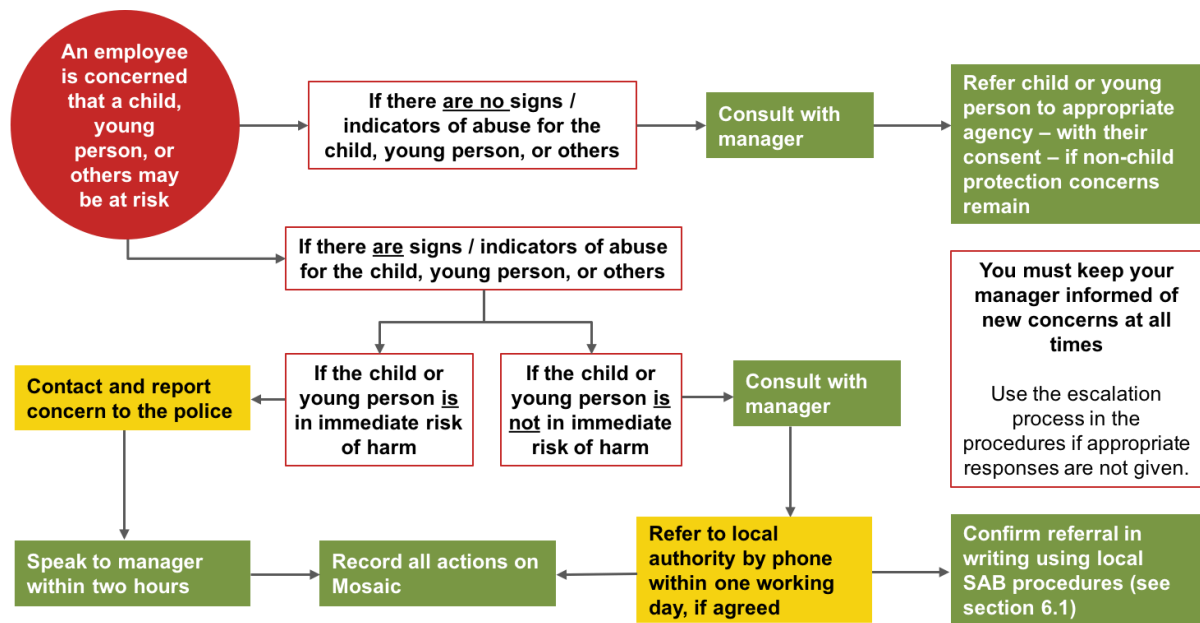 An employee
is concerned
that a child,
young
person, or
others may
be at risk
If there are no signs /
indicators of abuse for the
child, young person, or others
Consult with
manager
Refer child or young
person to appropriate
agency – with their
consent – if non-child
protection concerns
remain
If there are signs / indicators of abuse
for the child, young person, or others
You must keep your
manager informed of
new concerns at all
times
Use the escalation
process in the
procedures if appropriate
responses are not given.
Contact and report
concern to the police
If the child or
young person is
in immediate risk
of harm
If the child or
young person is
not in immediate
risk of harm
Consult with
manager
Speak to manager
within two hours
Record all actions on
Mosaic
Refer to local
authority by phone
within one working
day, if agreed
Confirm referral in
writing using local
SAB procedures (see
section 6.1)